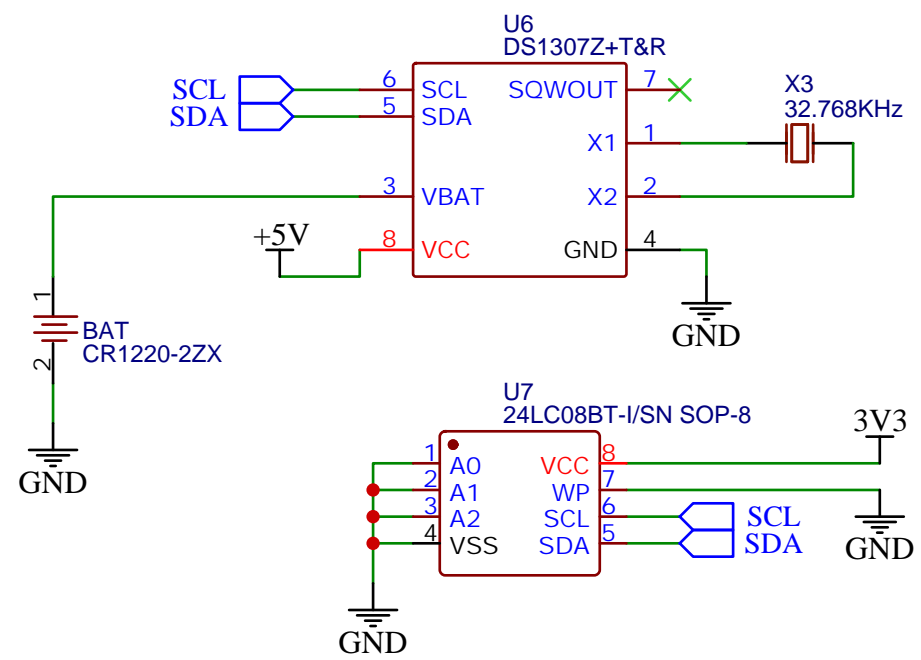 U6
DS1307Z+T&R
SCL 6 SCL SQWOUT 7
SDA 5 SDA
X3
32.768KHz
X1 1
3 VBAT X2 2
+5V 8 VCC GND 4
GND
1
BAT
CR1220-2ZX
2
GND
U7
24LC08BT-I/SN SOP-8
3V3
1 A0 VCC 8
2 A1 WP 7
3 A2 SCL 6 SCL
4 VSS SDA 5 SDA
GND
GND